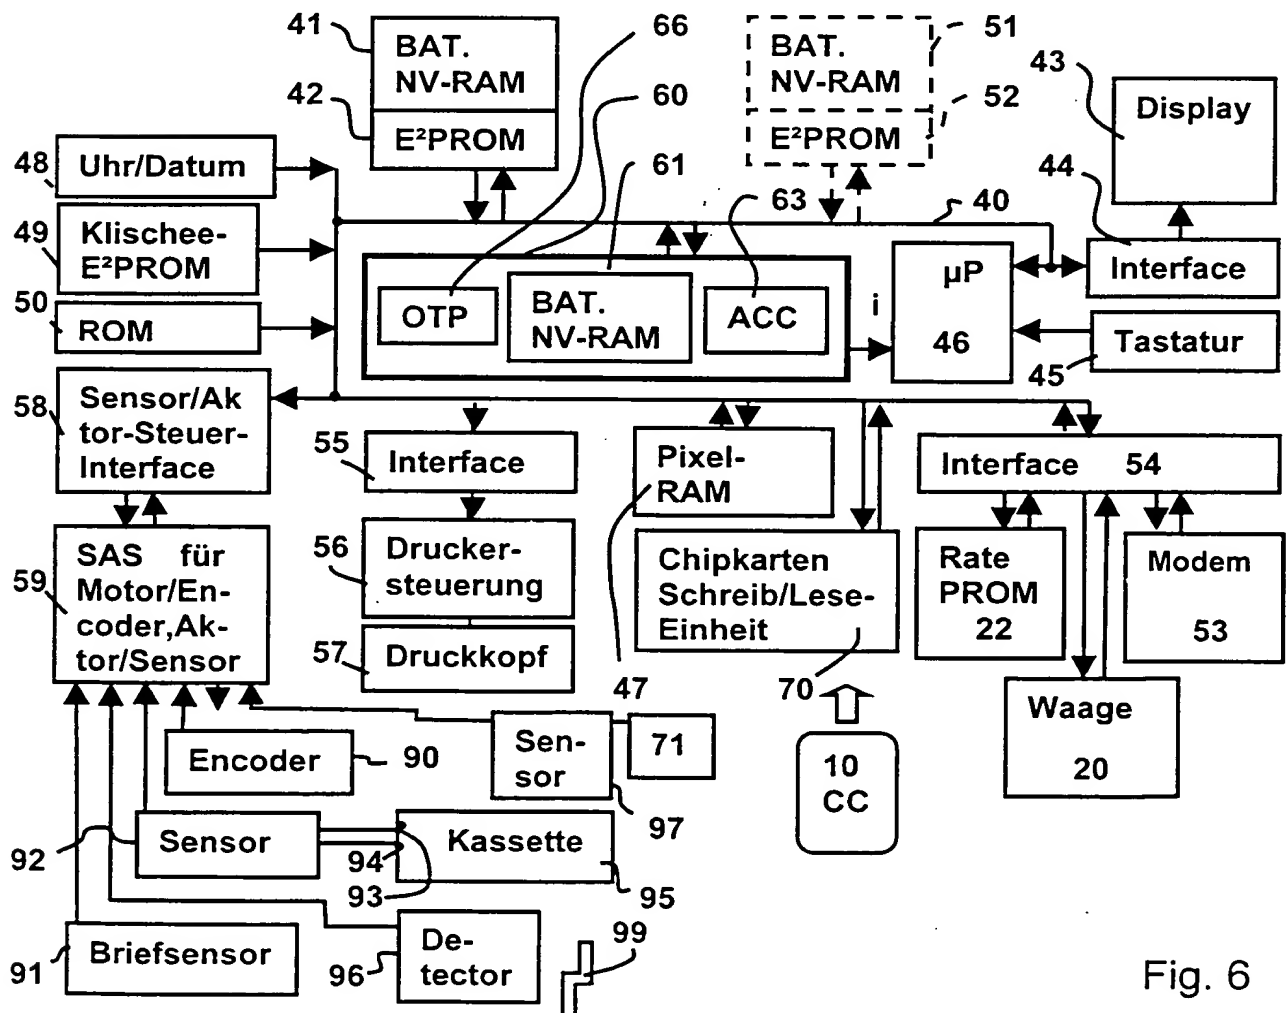 41
BAT.
NV-RAM
66
BAT.
NV-RAM
51
43
Display
42
E²PROM
60
E²PROM
52
48
Uhr/Datum
61
63
40
44
49
Klischee-
E²PROM
Interface
50
ROM
OTP
BAT.
NV-RAM
ACC
i
µP
46
45
Tastatur
58
Sensor/Ak
tor-Steuer-
Interface
55
Interface
Pixel-
RAM
Interface 54
59
SAS für
Motor/En-
coder,Ak-
tor/Sensor
56
Drucker-
steuerung
Chipkarten
Schreib/Lese-
Einheit
Rate
PROM
22
Modem
53
57
Druckkopf
47
70
Waage
20
Encoder
90
Sen-
sor
71
97
10
CC
92
Sensor
94
93
Kassette
95
91
Briefsensor
96
De-
tector
99
Fig. 6